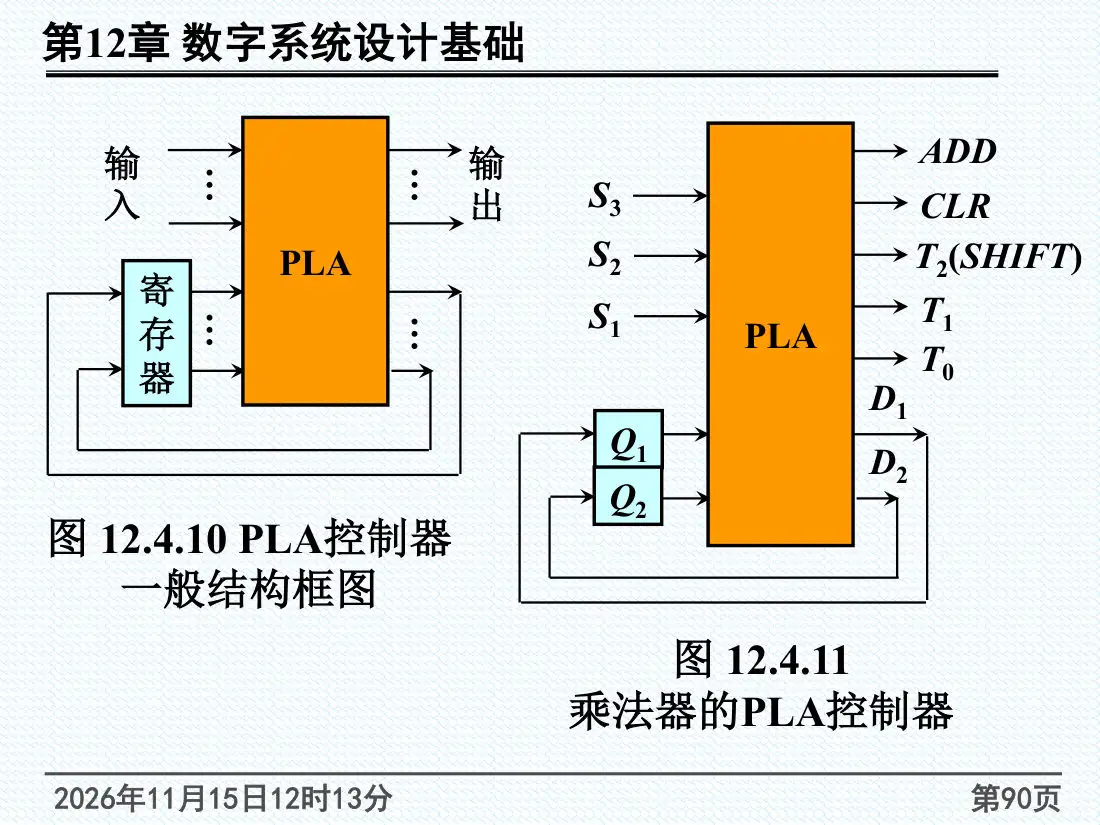 第12章 数字系统设计基础
输入
⋮
输出
⋮
PLA
寄存器
⋮
⋮
图 12.4.10 PLA控制器
一般结构框图
S3
S2
S1
PLA
ADD
CLR
T2(SHIFT)
T1
T0
D1
D2
Q1
Q2
图 12.4.11
乘法器的PLA控制器
2026年11月15日12时13分
第90页